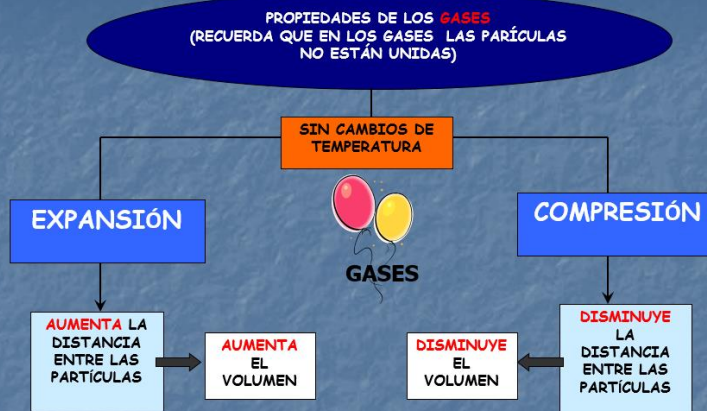 PROPIEDADES DE LOS GASES
(RECUERDA QUE EN LOS GASES LAS PARÍCULAS
NO ESTÁN UNIDAS)
SIN CAMBIOS DE
TEMPERATURA
EXPANSIÓN
COMPRESIÓN
GASES
AUMENTA LA
DISTANCIA
ENTRE LAS
PARTÍCULAS
AUMENTA
EL
VOLUMEN
DISMINUYE
EL
VOLUMEN
DISMINUYE
LA
DISTANCIA
ENTRE LAS
PARTÍCULAS